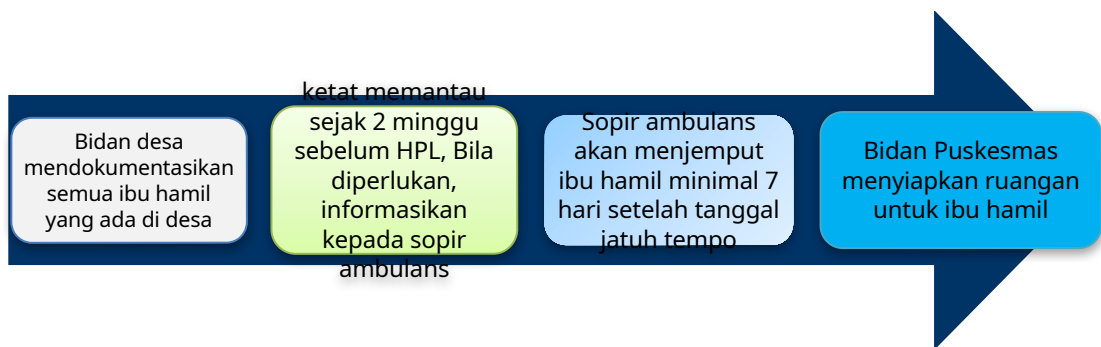 Bidan desa
mendokumentasikan
semua ibu hamil
yang ada di desa
ketat memantau
sejak 2 minggu
sebelum HPL, Bila
diperlukan,
informasikan
kepada sopir
ambulans
Sopir ambulans
akan menjemput
ibu hamil minimal 7
hari setelah tanggal
jatuh tempo
Bidan Puskesmas
menyiapkan ruangan
untuk ibu hamil